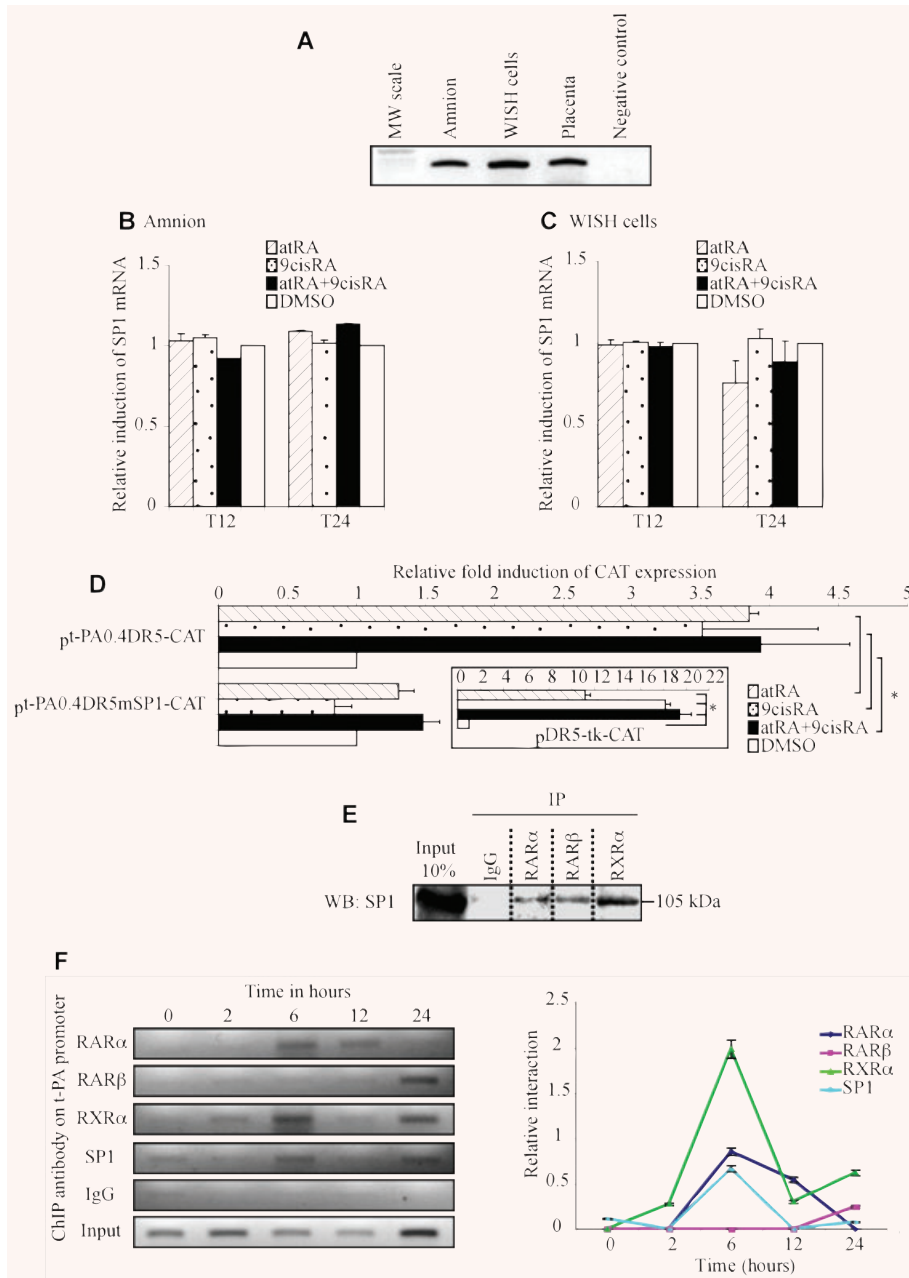 A
MW scale
Amnion
WISH cells
Placenta
Negative control
B Amnion
atRA
9cisRA
atRA+9cisRA
DMSO
Relative induction of SP1 mRNA
1.5
1
0.5
0
T12
T24
C WISH cells
atRA
9cisRA
atRA+9cisRA
DMSO
Relative induction of SP1 mRNA
1.5
1
0.5
0
T12
T24
D
Relative fold induction of CAT expression
0 0.5 1 1.5 2 2.5 3 3.5 4 4.5 5
pt-PA0.4DR5-CAT
pt-PA0.4DR5mSP1-CAT
0 2 4 6 8 10 12 14 16 18 20 22
*
pDR5-tk-CAT
atRA
9cisRA
atRA+9cisRA
DMSO
*
E
IP
Input
10%
IgG
RARα
RARβ
RXRα
WB: SP1
105 kDa
F
Time in hours
0 2 6 12 24
ChIP antibody on t-PA promoter
RARα
RARβ
RXRα
SP1
IgG
Input
Relative interaction
2.5
2
1.5
1
0.5
0
0 2 6 12 24
Time (hours)
RARα
RARβ
RXRα
SP1